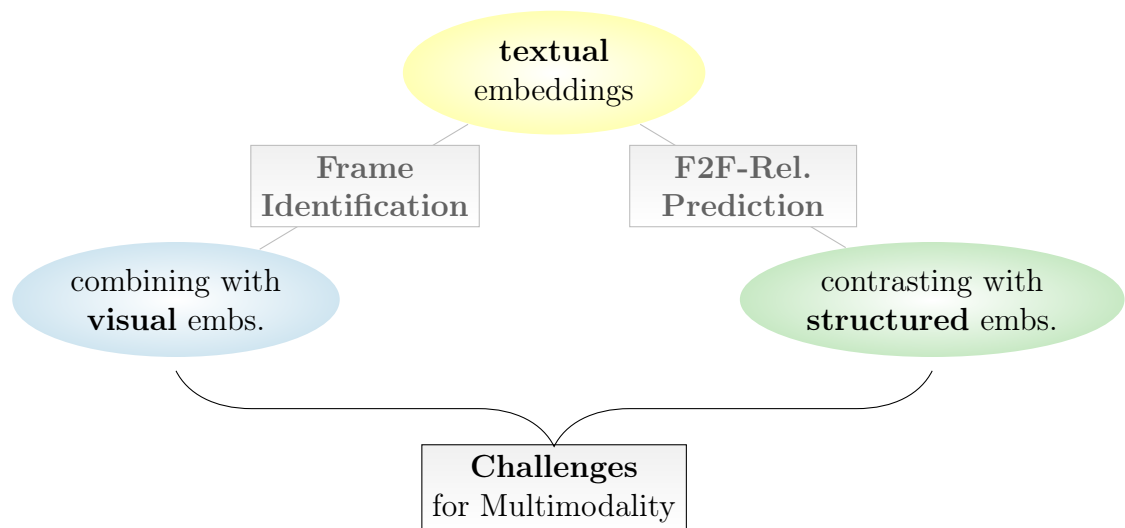 textual
embeddings
Frame
Identification
F2F-Rel.
Prediction
combining with
visual embs.
contrasting with
structured embs.
Challenges
for Multimodality